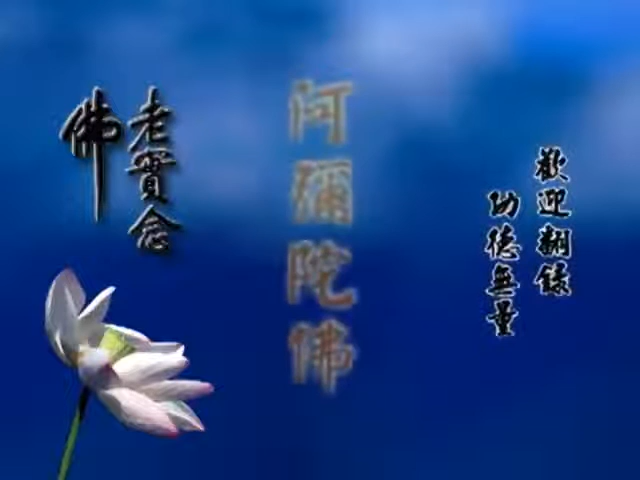 歡迎翻錄
功德無量
阿彌陀佛
老實念
佛